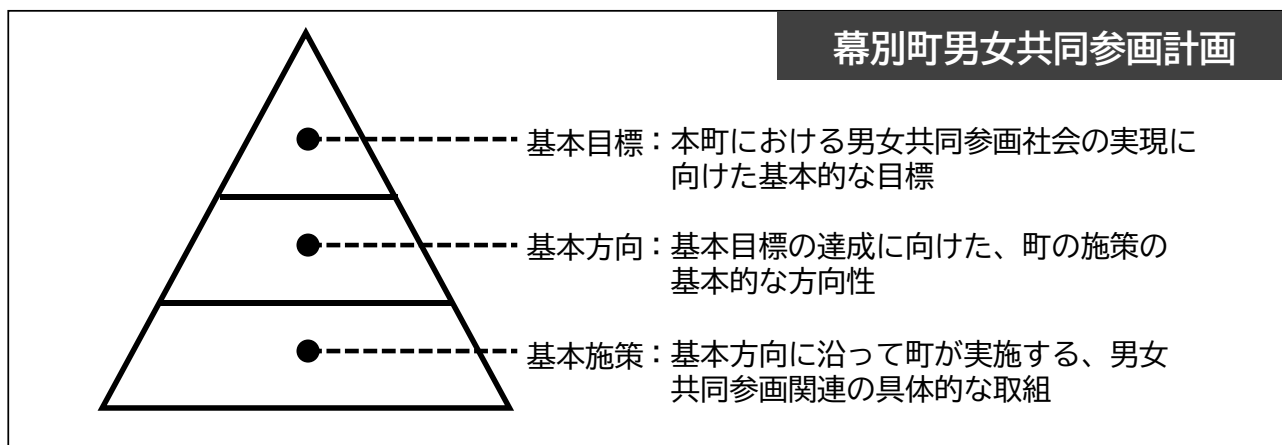 幕別町男女共同参画計画
基本目標：本町における男女共同参画社会の実現に
向けた基本的な目標
基本方向：基本目標の達成に向けた、町の施策の
基本的な方向性
基本施策：基本方向に沿って町が実施する、男女
共同参画関連の具体的な取組